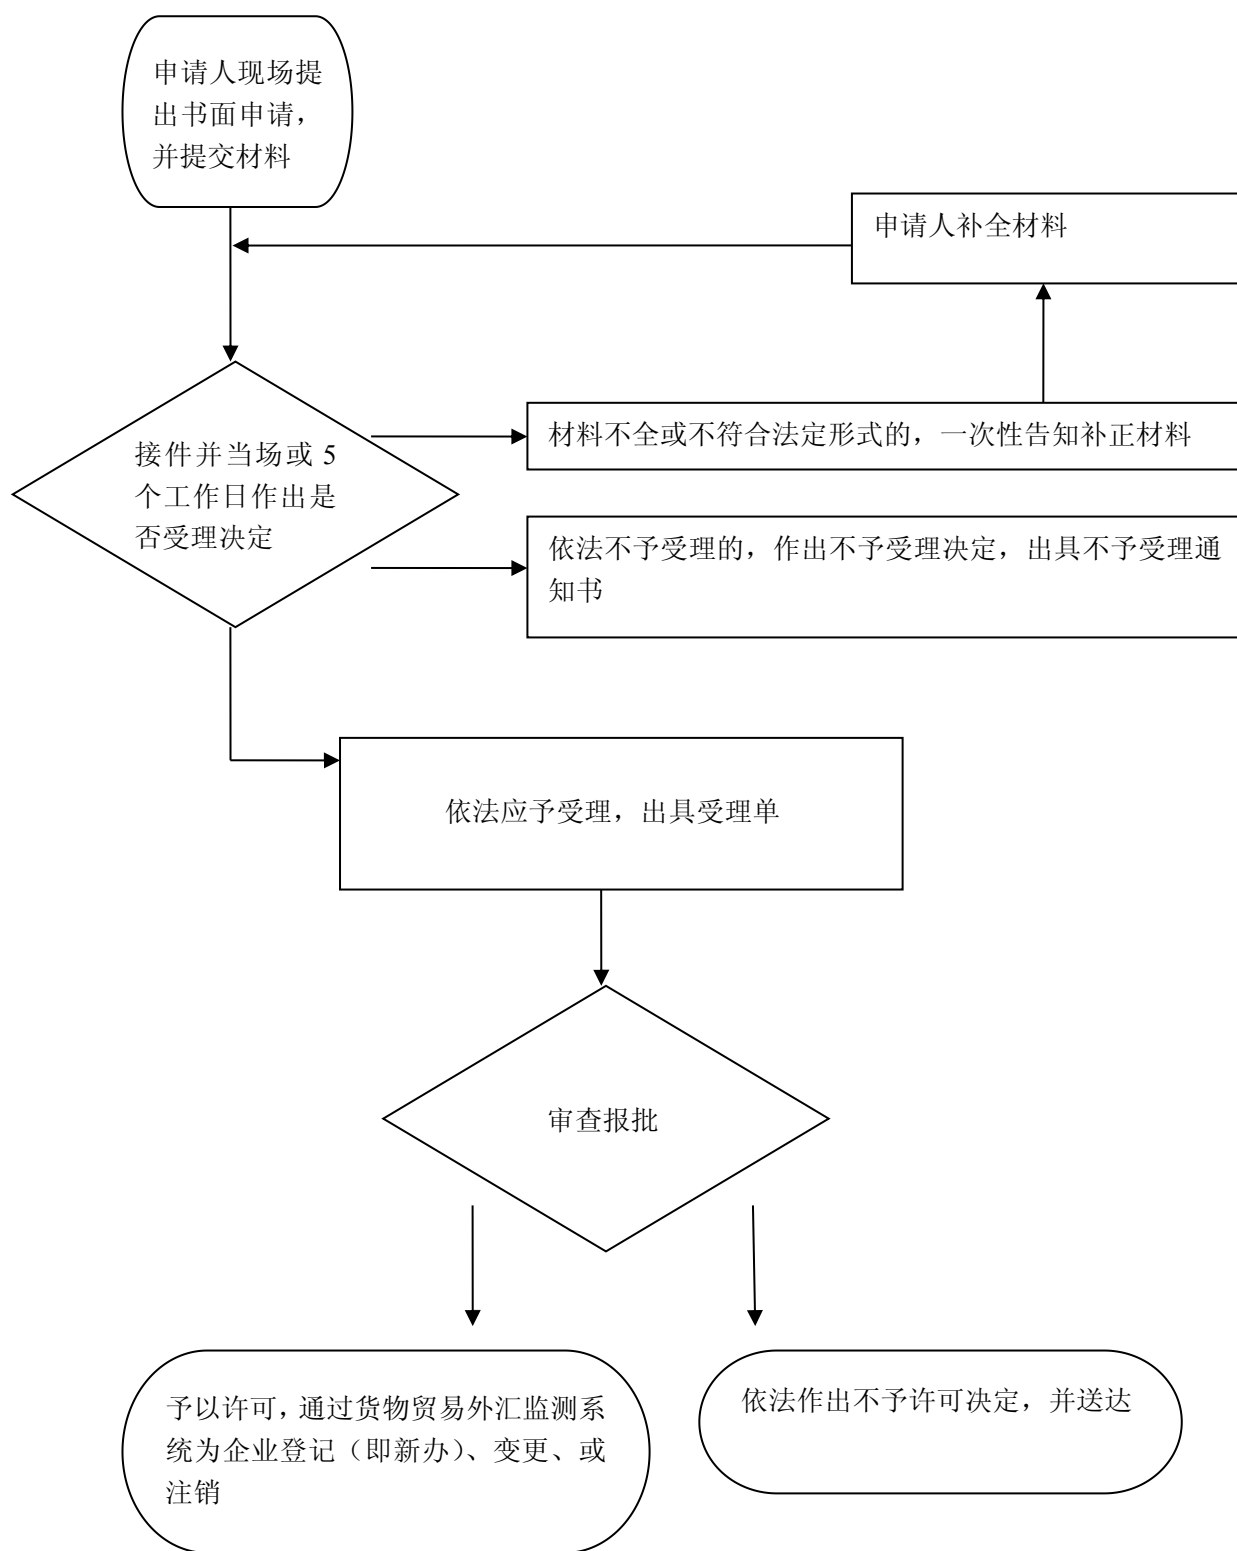 申请人现场提
出书面申请，
并提交材料
申请人补全材料
接件并当场或 5
个工作日作出是
否受理决定
材料不全或不符合法定形式的，一次性告知补正材料
依法不予受理的，作出不予受理决定，出具不予受理通
知书
依法应予受理，出具受理单
审查报批
予以许可，通过货物贸易外汇监测系
统为企业登记（即新办）、变更、或
注销
依法作出不予许可决定，并送达